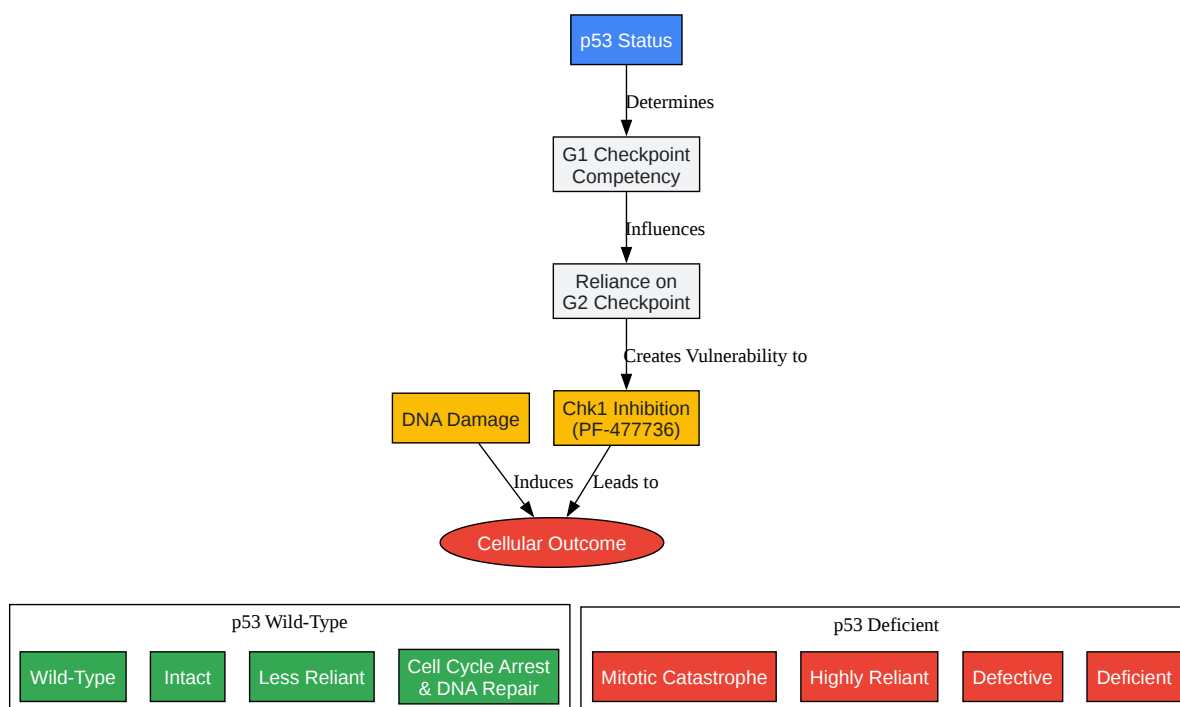 p53 Status
Determines
G1 Checkpoint
Competency
Influences
Reliance on
G2 Checkpoint
Creates Vulnerability to
DNA Damage
Chk1 Inhibition
(PF-477736)
Induces
Leads to
Cellular Outcome
p53 Wild-Type
Wild-Type
Intact
Less Reliant
Cell Cycle Arrest
& DNA Repair
p53 Deficient
Mitotic Catastrophe
Highly Reliant
Defective
Deficient